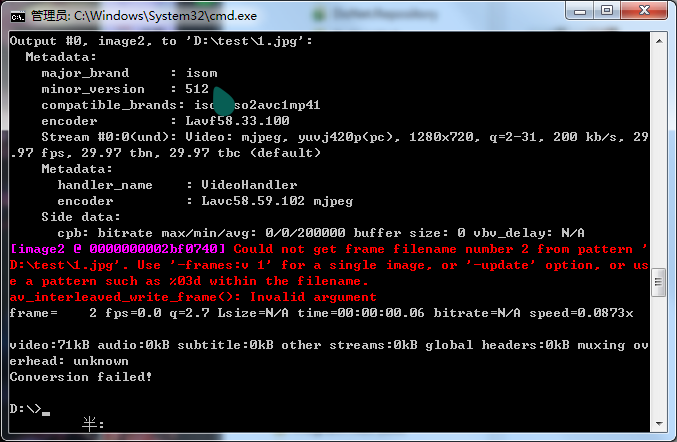 管理员: C:\Windows\System32\cmd.exe
Output #0, image2, to 'D:\test\1.jpg':
Metadata:
major_brand     : isom
minor_version   : 512
compatible_brands: iso so2avc1mp41
encoder         : Lavf58.33.100
Stream #0:0(und): Video: mjpeg, yuvj420p(pc), 1280x720, q=2-31, 200 kb/s, 29
.97 fps, 29.97 tbn, 29.97 tbc (default)
Metadata:
handler_name    : VideoHandler
encoder         : Lavc58.59.102 mjpeg
Side data:
cpb: bitrate max/min/avg: 0/0/200000 buffer size: 0 vbv_delay: N/A
[image2 @ 0000000002bf0740] Could not get frame filename number 2 from pattern '
D:\test\1.jpg'. Use '-frames:v 1' for a single image, or '-update' option, or us
e a pattern such as %03d within the filename.
av_interleaved_write_frame(): Invalid argument
frame=    2 fps=0.0 q=2.7 Lsize=N/A time=00:00:00.06 bitrate=N/A speed=0.0873x
video:71kB audio:0kB subtitle:0kB other streams:0kB global headers:0kB muxing ov
erhead: unknown
Conversion failed!
D:\>_
半: